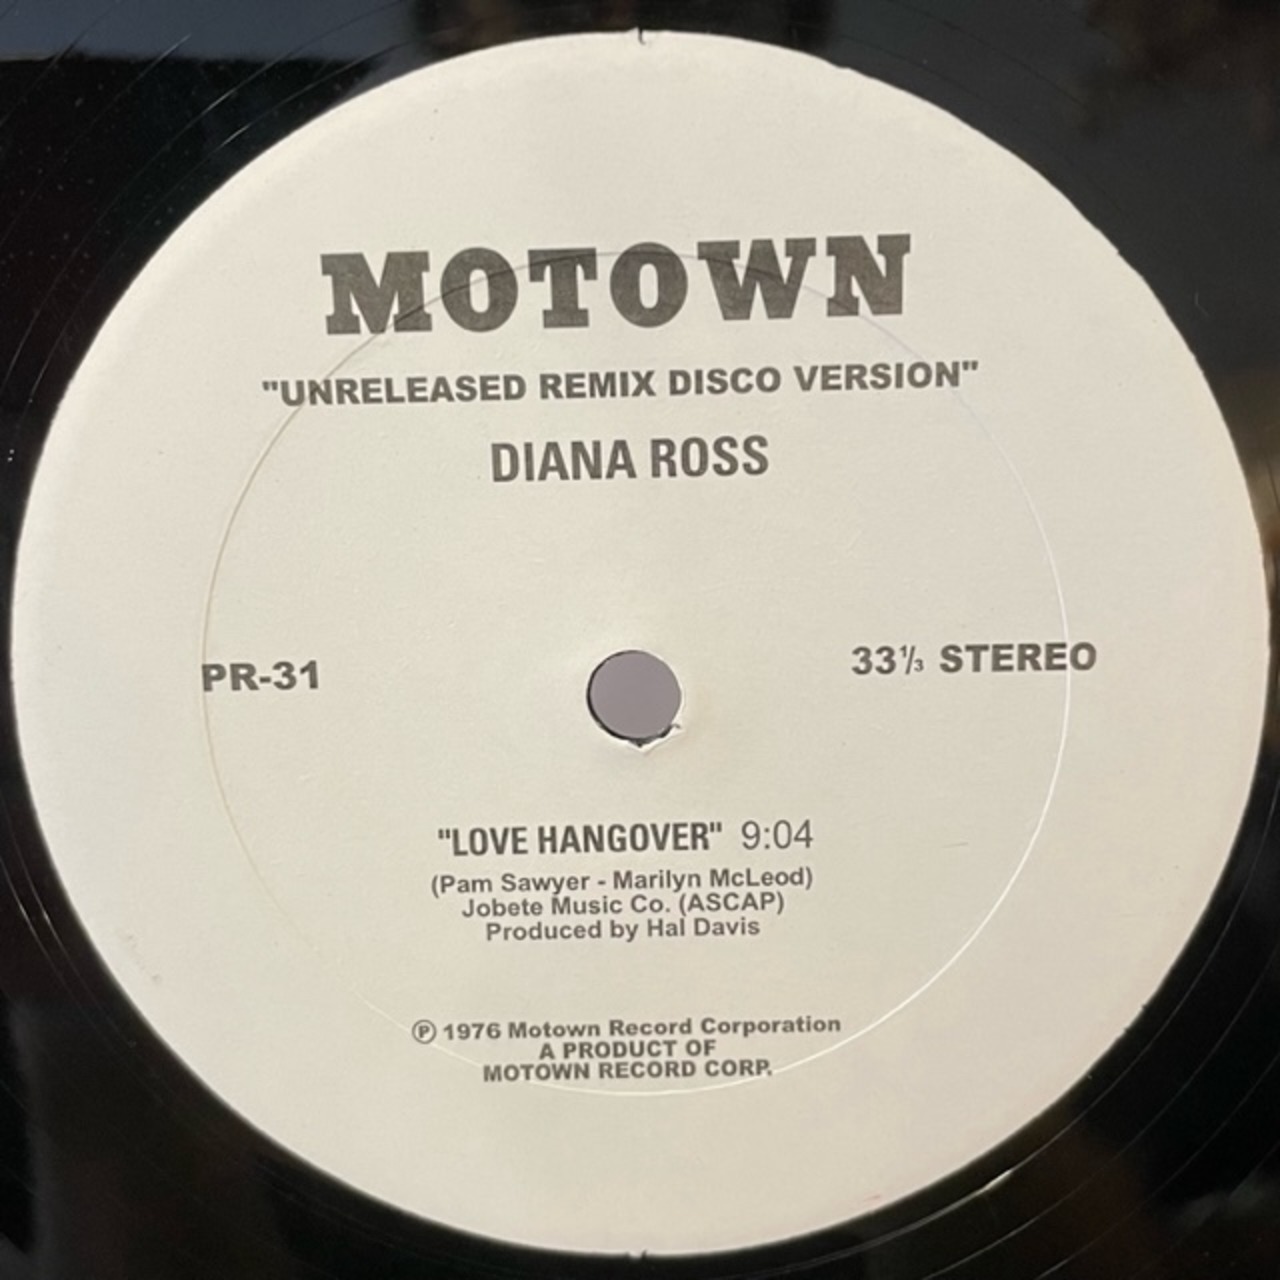 MOTOWN
"UNRELEASED REMIX DISCO VERSION"
DIANA ROSS
PR-31
33⅓ STEREO
"LOVE HANGOVER" 9:04
(Pam Sawyer - Marilyn McLeod)
Jobete Music Co. (ASCAP)
Produced by Hal Davis
℗ 1976 Motown Record Corporation
A PRODUCT OF
MOTOWN RECORD CORP.